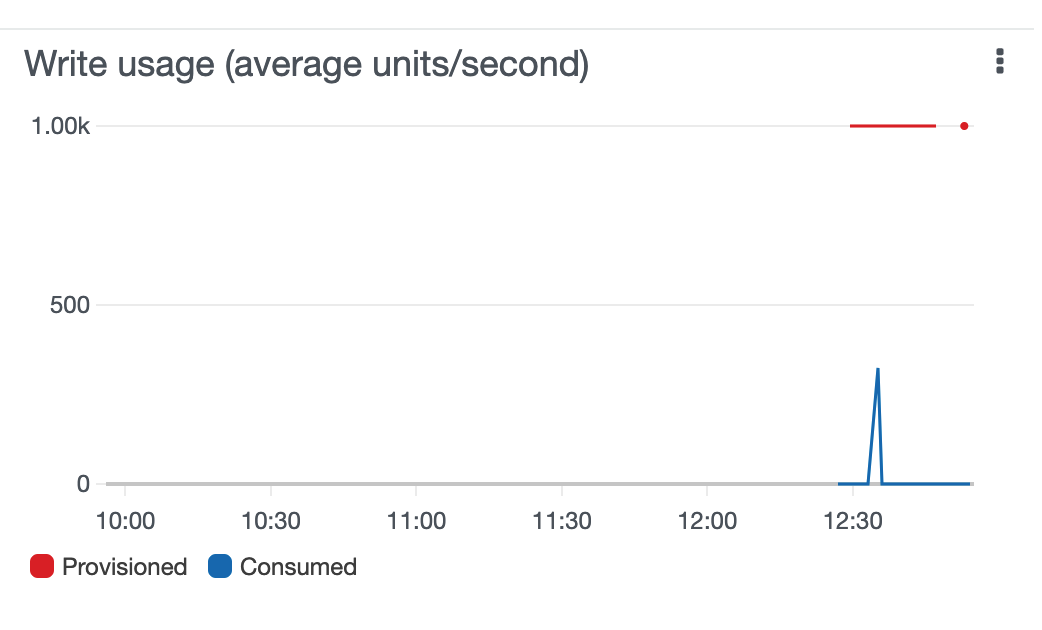 Write usage (average units/second)
1.00k
500
0
10:00 10:30 11:00 11:30 12:00 12:30
Provisioned Consumed